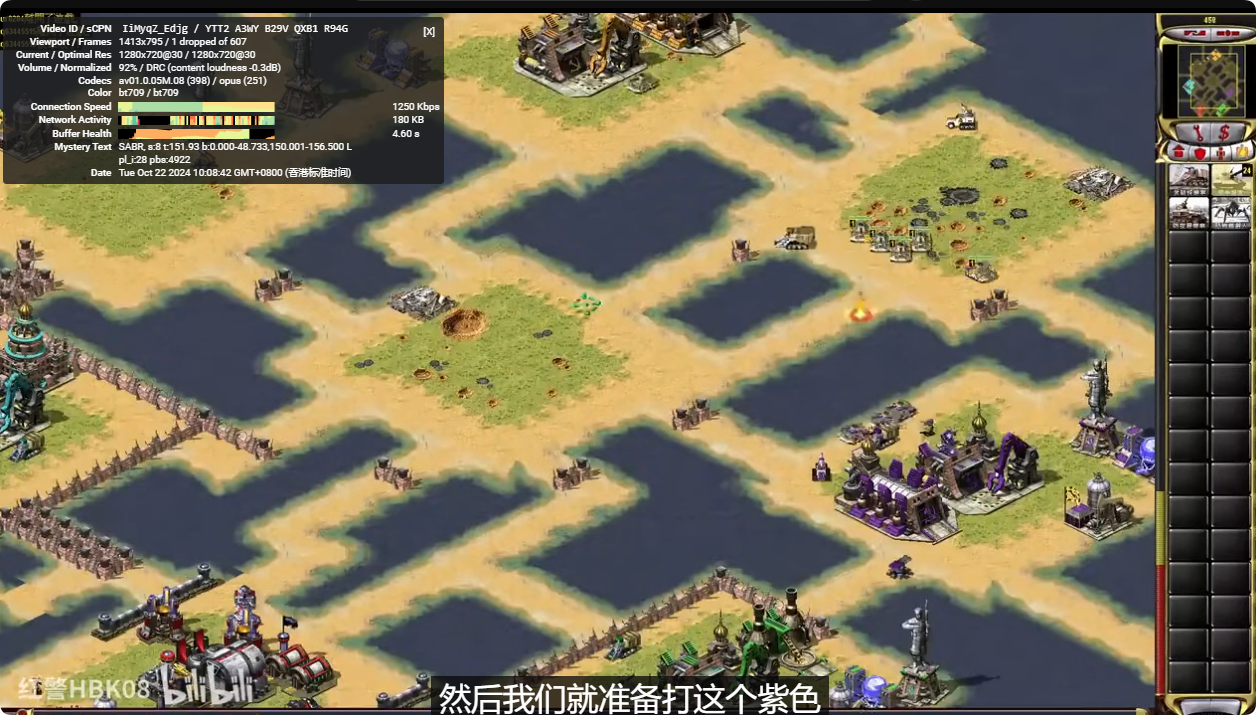 Video ID / sCPN IiMyqZ_Edjg / YTT2 A3WY B29V QXB1 R94G
[X]
Viewport / Frames 1413x795 / 1 dropped of 607
Current / Optimal Res 1280x720@30 / 1280x720@30
Volume / Normalized 92% / DRC (content loudness -0.3dB)
Codecs av01.0.05M.08 (398) / opus (251)
Color bt709 / bt709
Connection Speed 1250 Kbps
Network Activity 180 KB
Buffer Health 4.60 s
Mystery Text SABR, s:8 t:151.93 b:0.000-48.733,150.001-156.500 L
pl_i:28 pbs:4922
Date Tue Oct 22 2024 10:08:42 GMT+0800 (香港标准时间)
24
红警HBK08 bilibili
然后我们就准备打这个紫色